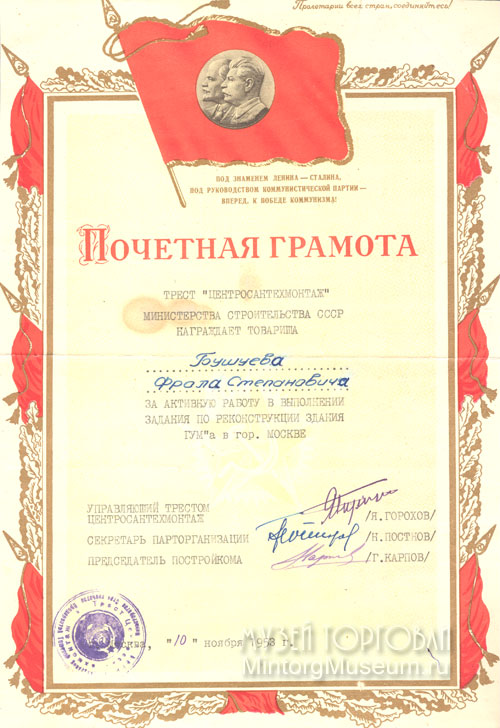 Пролетарии всех стран, соединяйтесь!
ПОД ЗНАМЕНЕМ ЛЕНИНА — СТАЛИНА,
ПОД РУКОВОДСТВОМ КОММУНИСТИЧЕСКОЙ ПАРТИИ —
ВПЕРЕД, К ПОБЕДЕ КОММУНИЗМА!
ПОЧЕТНАЯ ГРАМОТА
ТРЕСТ "ЦЕНТРОСАНТЕХМОНТАЖ"
МИНИСТЕРСТВА СТРОИТЕЛЬСТВА СССР
НАГРАЖДАЕТ ТОВАРИЩА
Бушуева
Фрола Степановича
ЗА АКТИВНУЮ РАБОТУ В ВЫПОЛНЕНИИ
ЗАДАНИЯ ПО РЕКОНСТРУКЦИИ ЗДАНИЯ
ГУМ"а в гор. МОСКВЕ
УПРАВЛЯЮЩИЙ ТРЕСТОМ
ЦЕНТРОСАНТЕХМОНТАЖ /Я.ГОРОХОВ/
СЕКРЕТАРЬ ПАРТОРГАНИЗАЦИИ /Н.ПОСТНОВ/
ПРЕДСЕДАТЕЛЬ ПОСТРОЙКОМА /Г.КАРПОВ/
Москва, "10" ноября 1953 г.
МУЗЕЙ ТОРГОВЛИ
MintorgMuseum.ru